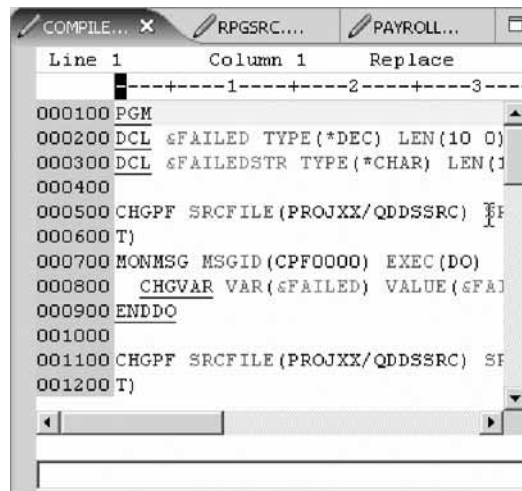 COMPILE... RPGSRC.... PAYROLL...
Line 1 Column 1 Replace
----+----1----+----2----+----3---
000100 PGM
000200 DCL &FAILED TYPE(*DEC) LEN(10 0)
000300 DCL &FAILEDSTR TYPE(*CHAR) LEN(1
000400
000500 CHGPF SRCFILE(PROJXX/QDDSSRC)
000600 T)
000700 MONMSG MSGID(CPF0000) EXEC(DO)
000800 CHGVAR VAR(&FAILED) VALUE(&FAI
000900 ENDDO
001000
001100 CHGPF SRCFILE(PROJXX/QDDSSRC) SF
001200 T)